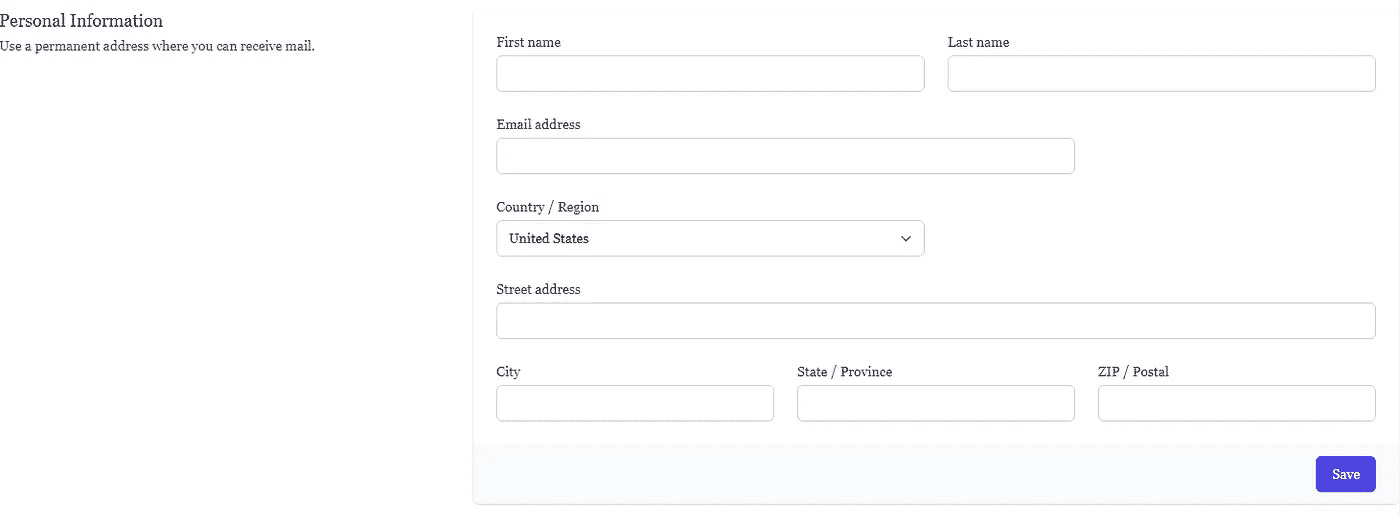 Personal Information
Use a permanent address where you can receive mail.
First name
Last name
Email address
Country / Region
United States
Street address
City
State / Province
ZIP / Postal
Save